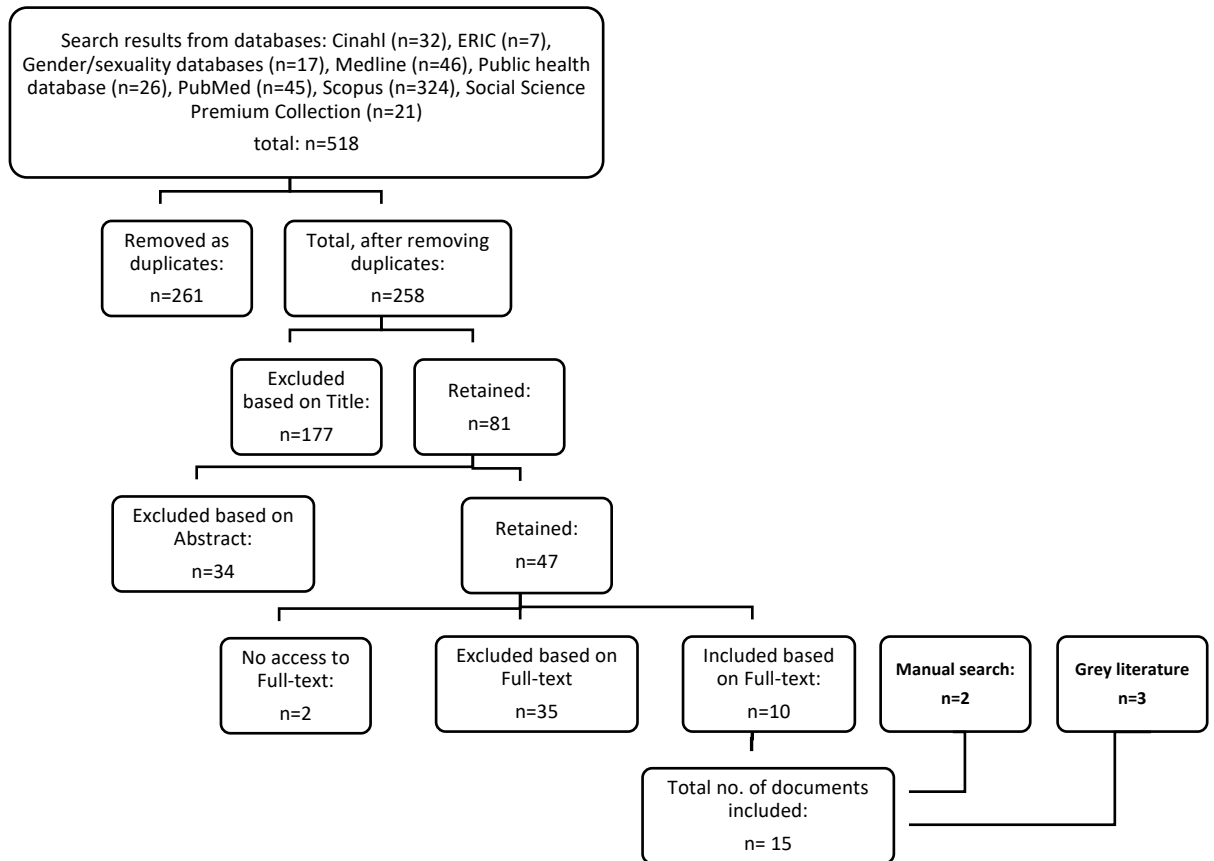 Search results from databases: Cinahl (n=32), ERIC (n=7),
Gender/sexuality databases (n=17), Medline (n=46), Public health
database (n=26), PubMed (n=45), Scopus (n=324), Social Science
Premium Collection (n=21)
total: n=518
Removed as
duplicates:
n=261
Total, after removing
duplicates:
n=258
Excluded
based on Title:
n=177
Retained:
n=81
Excluded based on
Abstract:
n=34
Retained:
n=47
No access to
Full-text:
n=2
Excluded based on
Full-text
n=35
Included based
on Full-text:
n=10
Manual search:
n=2
Grey literature
n=3
Total no. of documents
included:
n= 15